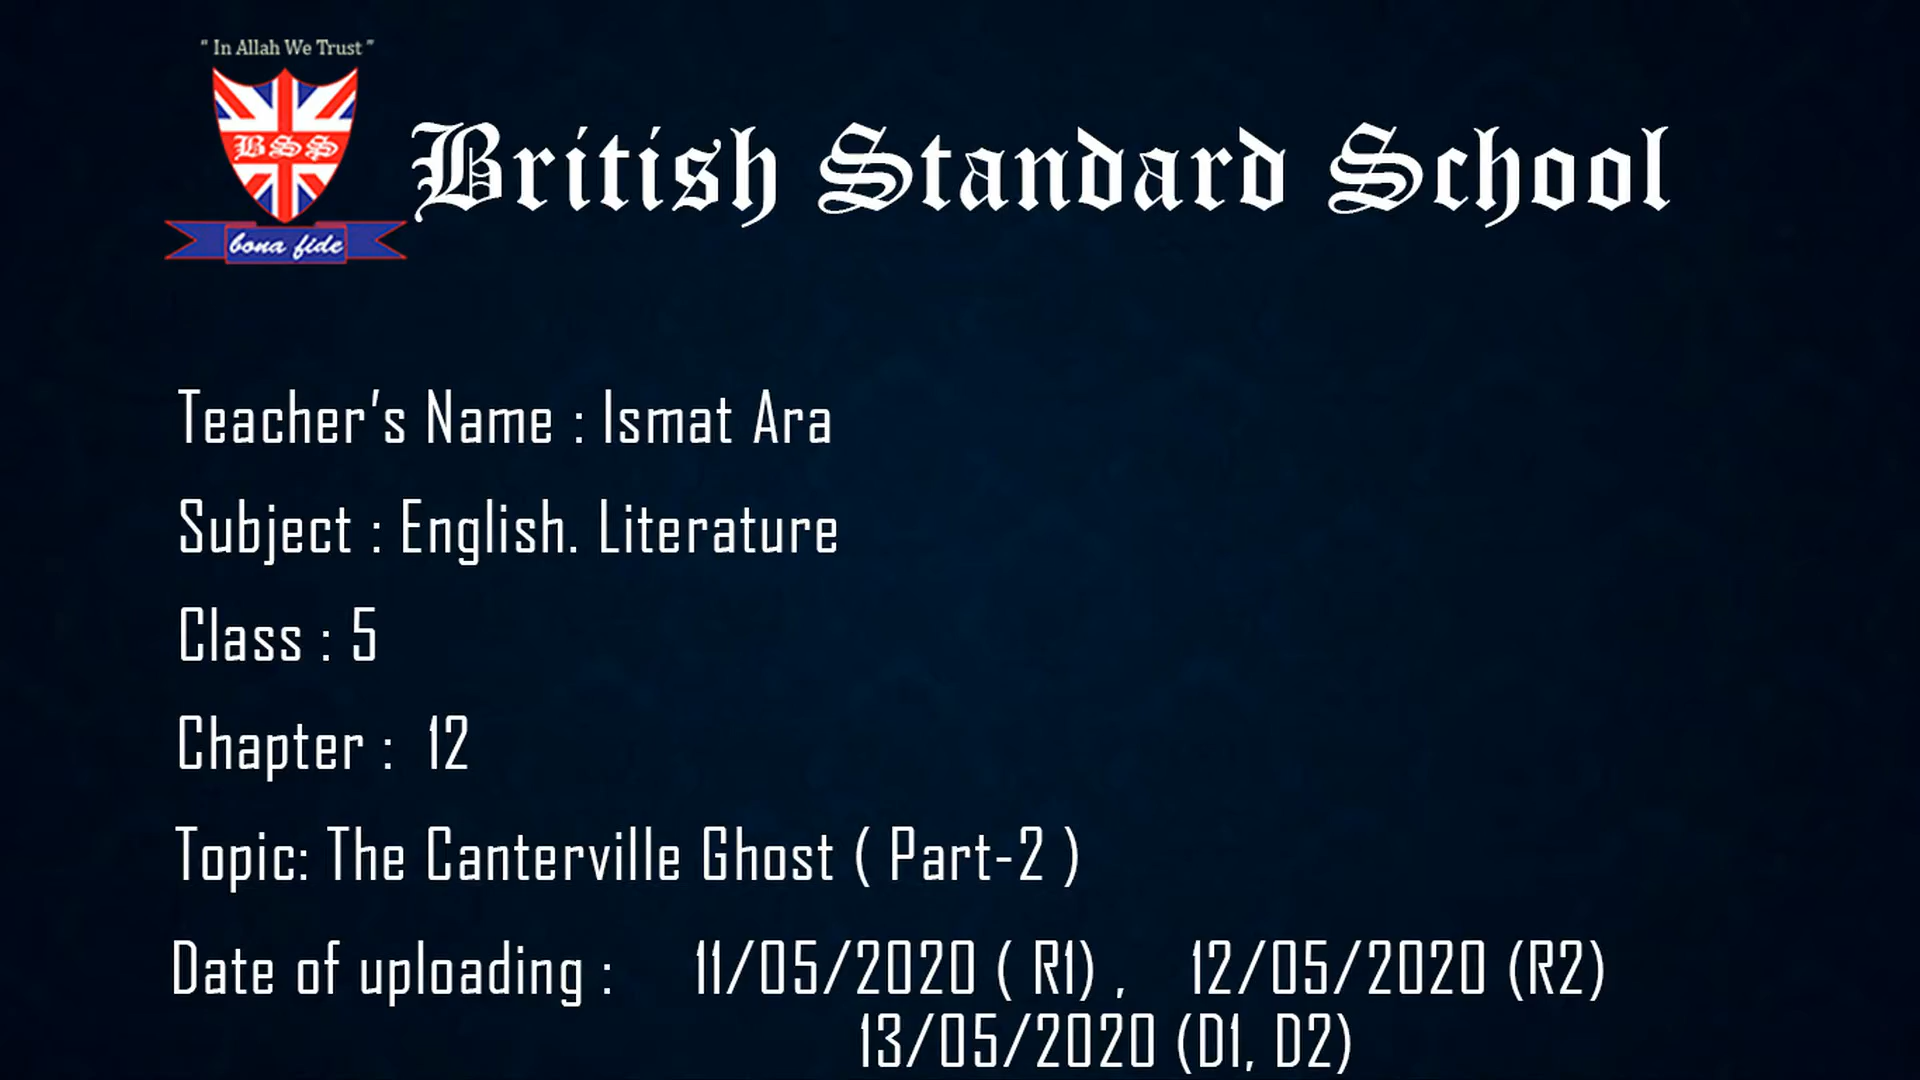 “ In Allah We Trust ”
BSS
bona fide
British Standard School
Teacher’s Name : Ismat Ara
Subject : English. Literature
Class : 5
Chapter : 12
Topic: The Canterville Ghost ( Part-2 )
Date of uploading : 11/05/2020 ( R1) , 12/05/2020 (R2)
13/05/2020 (D1, D2)